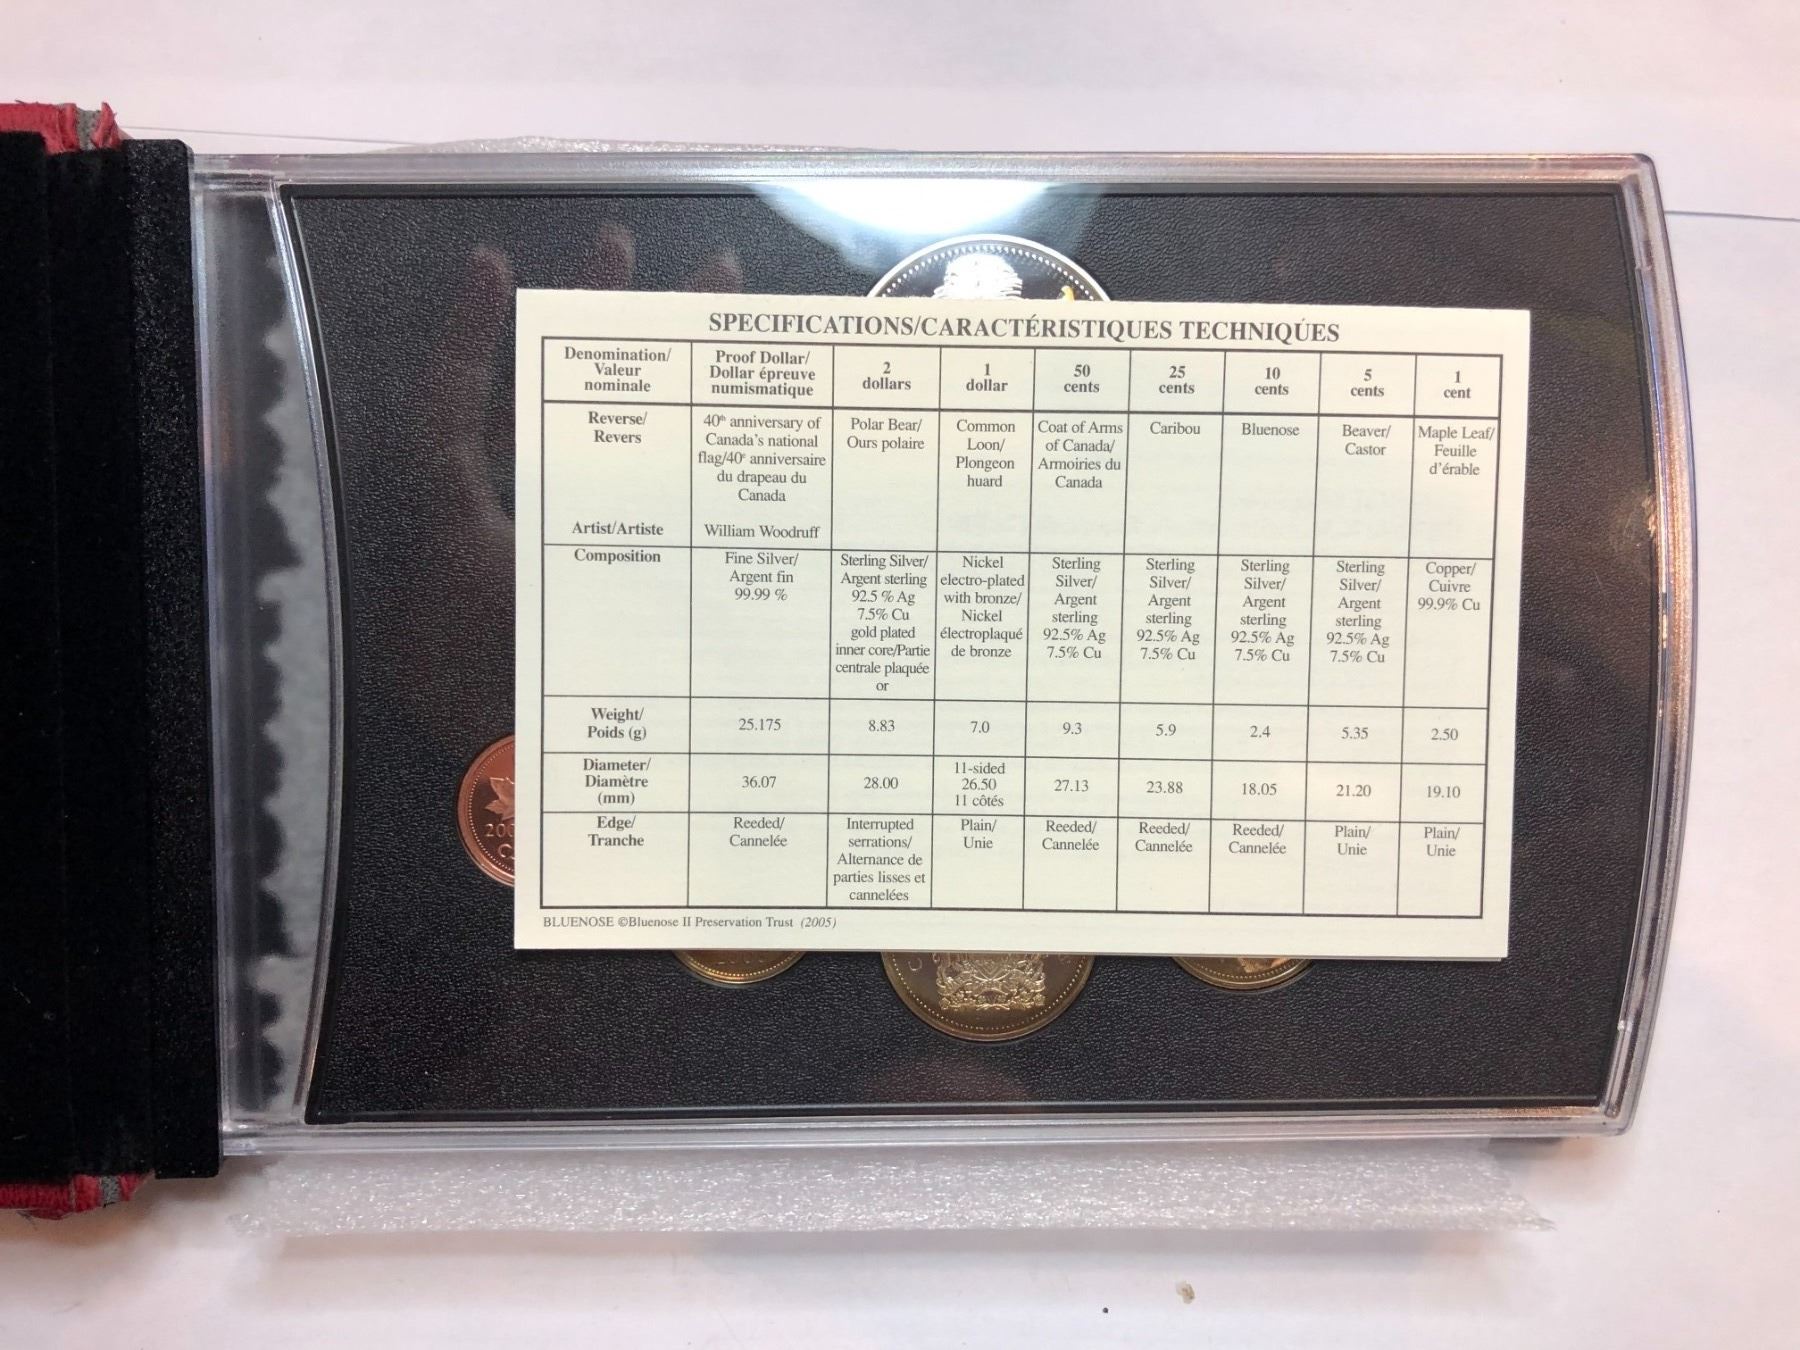 SPECIFICATIONS/CARACTÉRISTIQUES TECHNIQUES
Denomination/
Valeur
nominale
Proof Dollar/
Dollar épreuve
numismatique
2
dollars
1
dollar
50
cents
25
cents
10
cents
5
cents
1
cent
Reverse/
Revers
40th anniversary of
Canada's national
flag/40e anniversaire
du drapeau du
Canada
Polar Bear/
Ours polaire
Common
Loon/
Plongeon
huard
Coat of Arms
of Canada/
Armoiries du
Canada
Caribou
Bluenose
Beaver/
Castor
Maple Leaf/
Feuille
d'érable
Artist/Artiste
William Woodruff
Composition
Fine Silver/
Argent fin
99.99 %
Sterling Silver/
Argent sterling
92.5 % Ag
7.5% Cu
gold plated
inner core/Partie
centrale plaquée
or
Nickel
electro-plated
with bronze/
Nickel
électroplaqué
de bronze
Sterling
Silver/
Argent
sterling
92.5% Ag
7.5% Cu
Sterling
Silver/
Argent
sterling
92.5% Ag
7.5% Cu
Sterling
Silver/
Argent
sterling
92.5% Ag
7.5% Cu
Sterling
Silver/
Argent
sterling
92.5% Ag
7.5% Cu
Copper/
Cuivre
99.9% Cu
Weight/
Poids (g)
25.175
8.83
7.0
9.3
5.9
2.4
5.35
2.50
Diameter/
Diamètre
(mm)
36.07
28.00
11-sided
26.50
11 côtés
27.13
23.88
18.05
21.20
19.10
Edge/
Tranche
Reeded/
Cannelée
Interrupted
serrations/
Alternance de
parties lisses et
cannelées
Plain/
Unie
Reeded/
Cannelée
Reeded/
Cannelée
Reeded/
Cannelée
Plain/
Unie
Plain/
Unie
BLUENOSE ©Bluenose II Preservation Trust (2005)
200
C